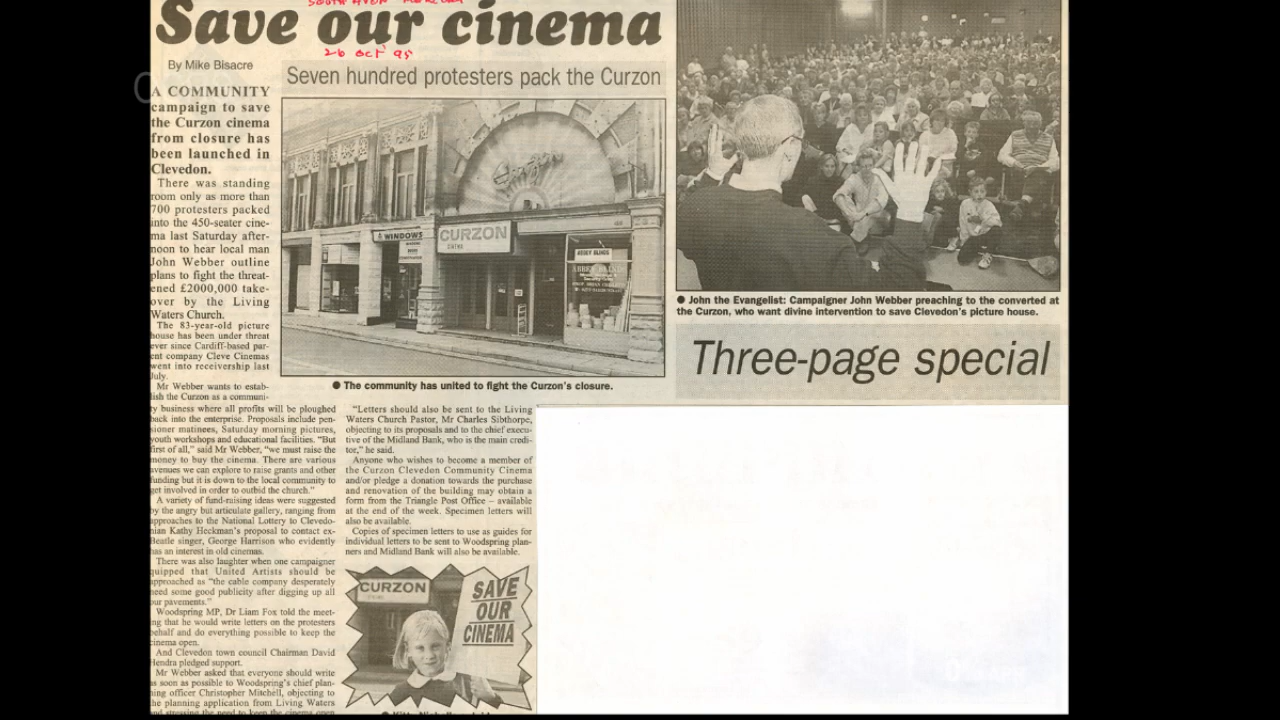 Save our cinema
26 Oct 95
By Mike Bisacre
Seven hundred protesters pack the Curzon
A COMMUNITY
campaign to save
the Curzon cinema
from closure has
been launched in
Clevedon.
There was standing
room only as more than
700 protesters packed
into the 450-seater cine-
ma last Saturday after-
noon to hear local man
John Webber outline
plans to fight the threat-
ened £2000,000 take-
over by the Living
Waters Church.
The 83-year-old picture
house has been under threat
ever since Cardiff-based par-
ent company Cleve Cinemas
went into receivership last
July.
Mr Webber wants to estab-
lish the Curzon as a communi-
ty business where all profits will be ploughed
back into the enterprise. Proposals include pen-
sioner matinees, Saturday morning pictures,
youth workshops and educational facilities. "But
first of all," said Mr Webber, "we must raise the
money to buy the cinema. There are various
avenues we can explore to raise grants and other
funding but it is down to the local community to
get involved in order to outbid the church."
A variety of fund-raising ideas were suggested
by the angry but articulate gallery, ranging from
approaches to the National Lottery to Clevedo-
nian Kathy Heckman's proposal to contact ex-
Beatle singer, George Harrison who evidently
has an interest in old cinemas.
There was also laughter when one campaigner
quipped that United Artists should be
approached as "the cable company desperately
need some good publicity after digging up all
our pavements."
Woodspring MP, Dr Liam Fox told the meet-
ing that he would write letters on the protesters
behalf and do everything possible to keep the
cinema open.
And Clevedon town council Chairman David
Hendra pledged support.
Mr Webber asked that everyone should write
as soon as possible to Woodspring's chief plan-
ning officer Christopher Mitchell, objecting to
the planning application from Living Waters
and stressing the need to keep the cinema open
"Letters should also be sent to the Living
Waters Church Pastor, Mr Charles Sibthorpe,
objecting to its proposals and to the chief execu-
tive of the Midland Bank, who is the main credi-
tor," he said.
Anyone who wishes to become a member of
the Curzon Clevedon Community Cinema
and/or pledge a donation towards the purchase
and renovation of the building may obtain a
form from the Triangle Post Office – available
at the end of the week. Specimen letters will
also be available.
Copies of specimen letters to use as guides for
individual letters to be sent to Woodspring plan-
ners and Midland Bank will also be available.
Curzon
WINDOWS
CURZON
CINEMA
ABBEY BLINDS
ABBEY BLINDS
● The community has united to fight the Curzon's closure.
● John the Evangelist: Campaigner John Webber preaching to the converted at
the Curzon, who want divine intervention to save Clevedon's picture house.
Three-page special
CURZON
SAVE
OUR
CINEMA